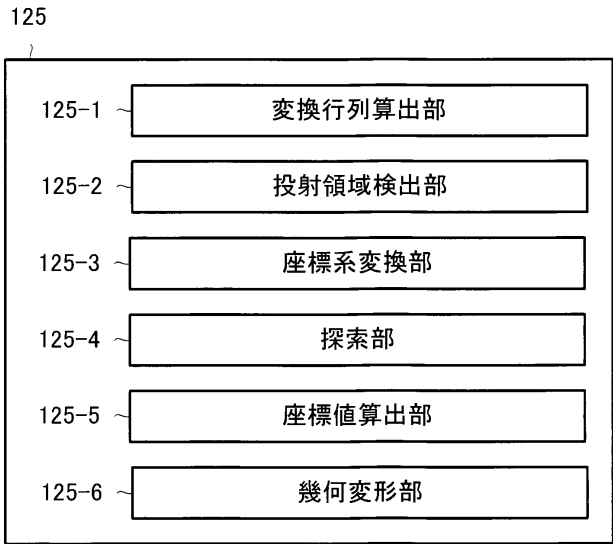 125
125-1 変換行列算出部
125-2 投射領域検出部
125-3 座標系変換部
125-4 探索部
125-5 座標値算出部
125-6 幾何変形部